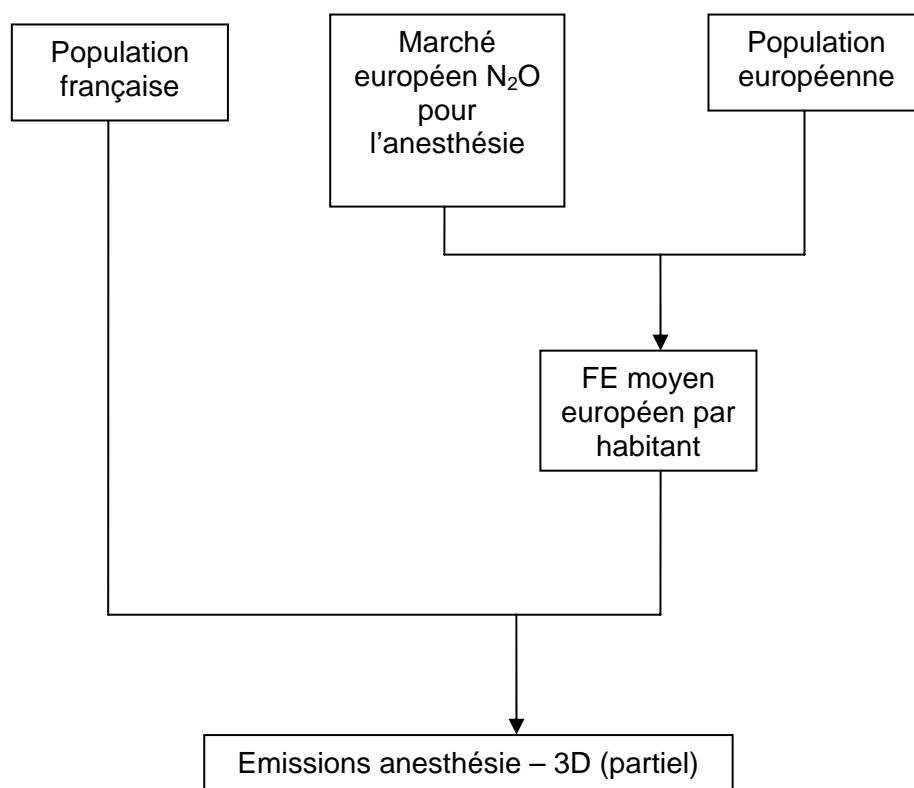 Population
française
Marché
européen N₂O
pour
l'anesthésie
Population
européenne
FE moyen
européen par
habitant
Emissions anesthésie – 3D (partiel)